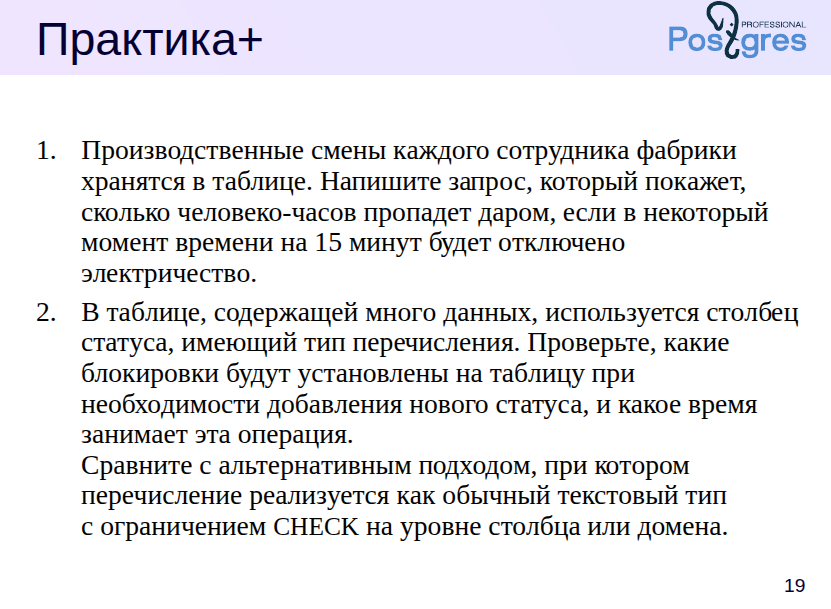 Практика+
PROFESSIONAL
Postgres
1. Производственные смены каждого сотрудника фабрики
хранятся в таблице. Напишите запрос, который покажет,
сколько человеко-часов пропадет даром, если в некоторый
момент времени на 15 минут будет отключено
электричество.
2. В таблице, содержащей много данных, используется столбец
статуса, имеющий тип перечисления. Проверьте, какие
блокировки будут установлены на таблицу при
необходимости добавления нового статуса, и какое время
занимает эта операция.
Сравните с альтернативным подходом, при котором
перечисление реализуется как обычный текстовый тип
с ограничением CHECK на уровне столбца или домена.
19